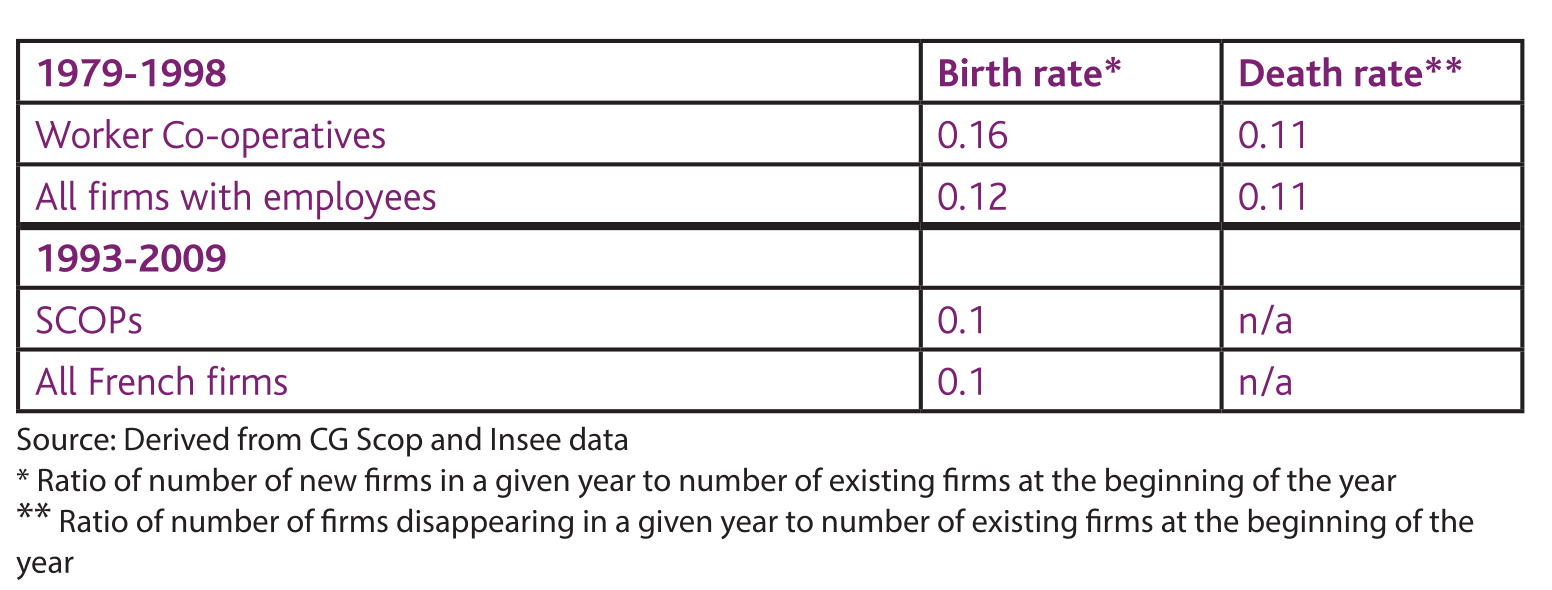 1979-1998 Birth rate* Death rate**
Worker Co-operatives 0.16 0.11
All firms with employees 0.12 0.11
1993-2009
SCOPs 0.1 n/a
All French firms 0.1 n/a
Source: Derived from CG Scop and Insee data
* Ratio of number of new firms in a given year to number of existing firms at the beginning of the year
** Ratio of number of firms disappearing in a given year to number of existing firms at the beginning of the
year